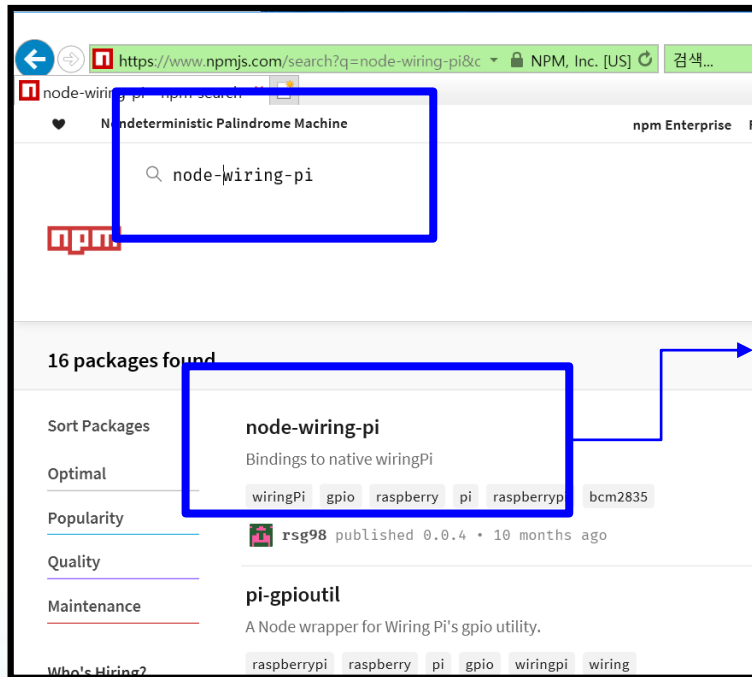 https://www.npmjs.com/search?q=node-wiring-pi&c NPM, Inc. [US] 검색...
node-wiring-pi - npm search
Nondeterministic Palindrome Machine npm Enterprise
node-wiring-pi
npm
16 packages found
Sort Packages
Optimal
Popularity
Quality
Maintenance
Who's Hiring?
node-wiring-pi
Bindings to native wiringPi
wiringPi gpio raspberry pi raspberrypi bcm2835
rsg98 published 0.0.4 • 10 months ago
pi-gpioutil
A Node wrapper for Wiring Pi's gpio utility.
raspberrypi raspberry pi gpio wiringpi wiring